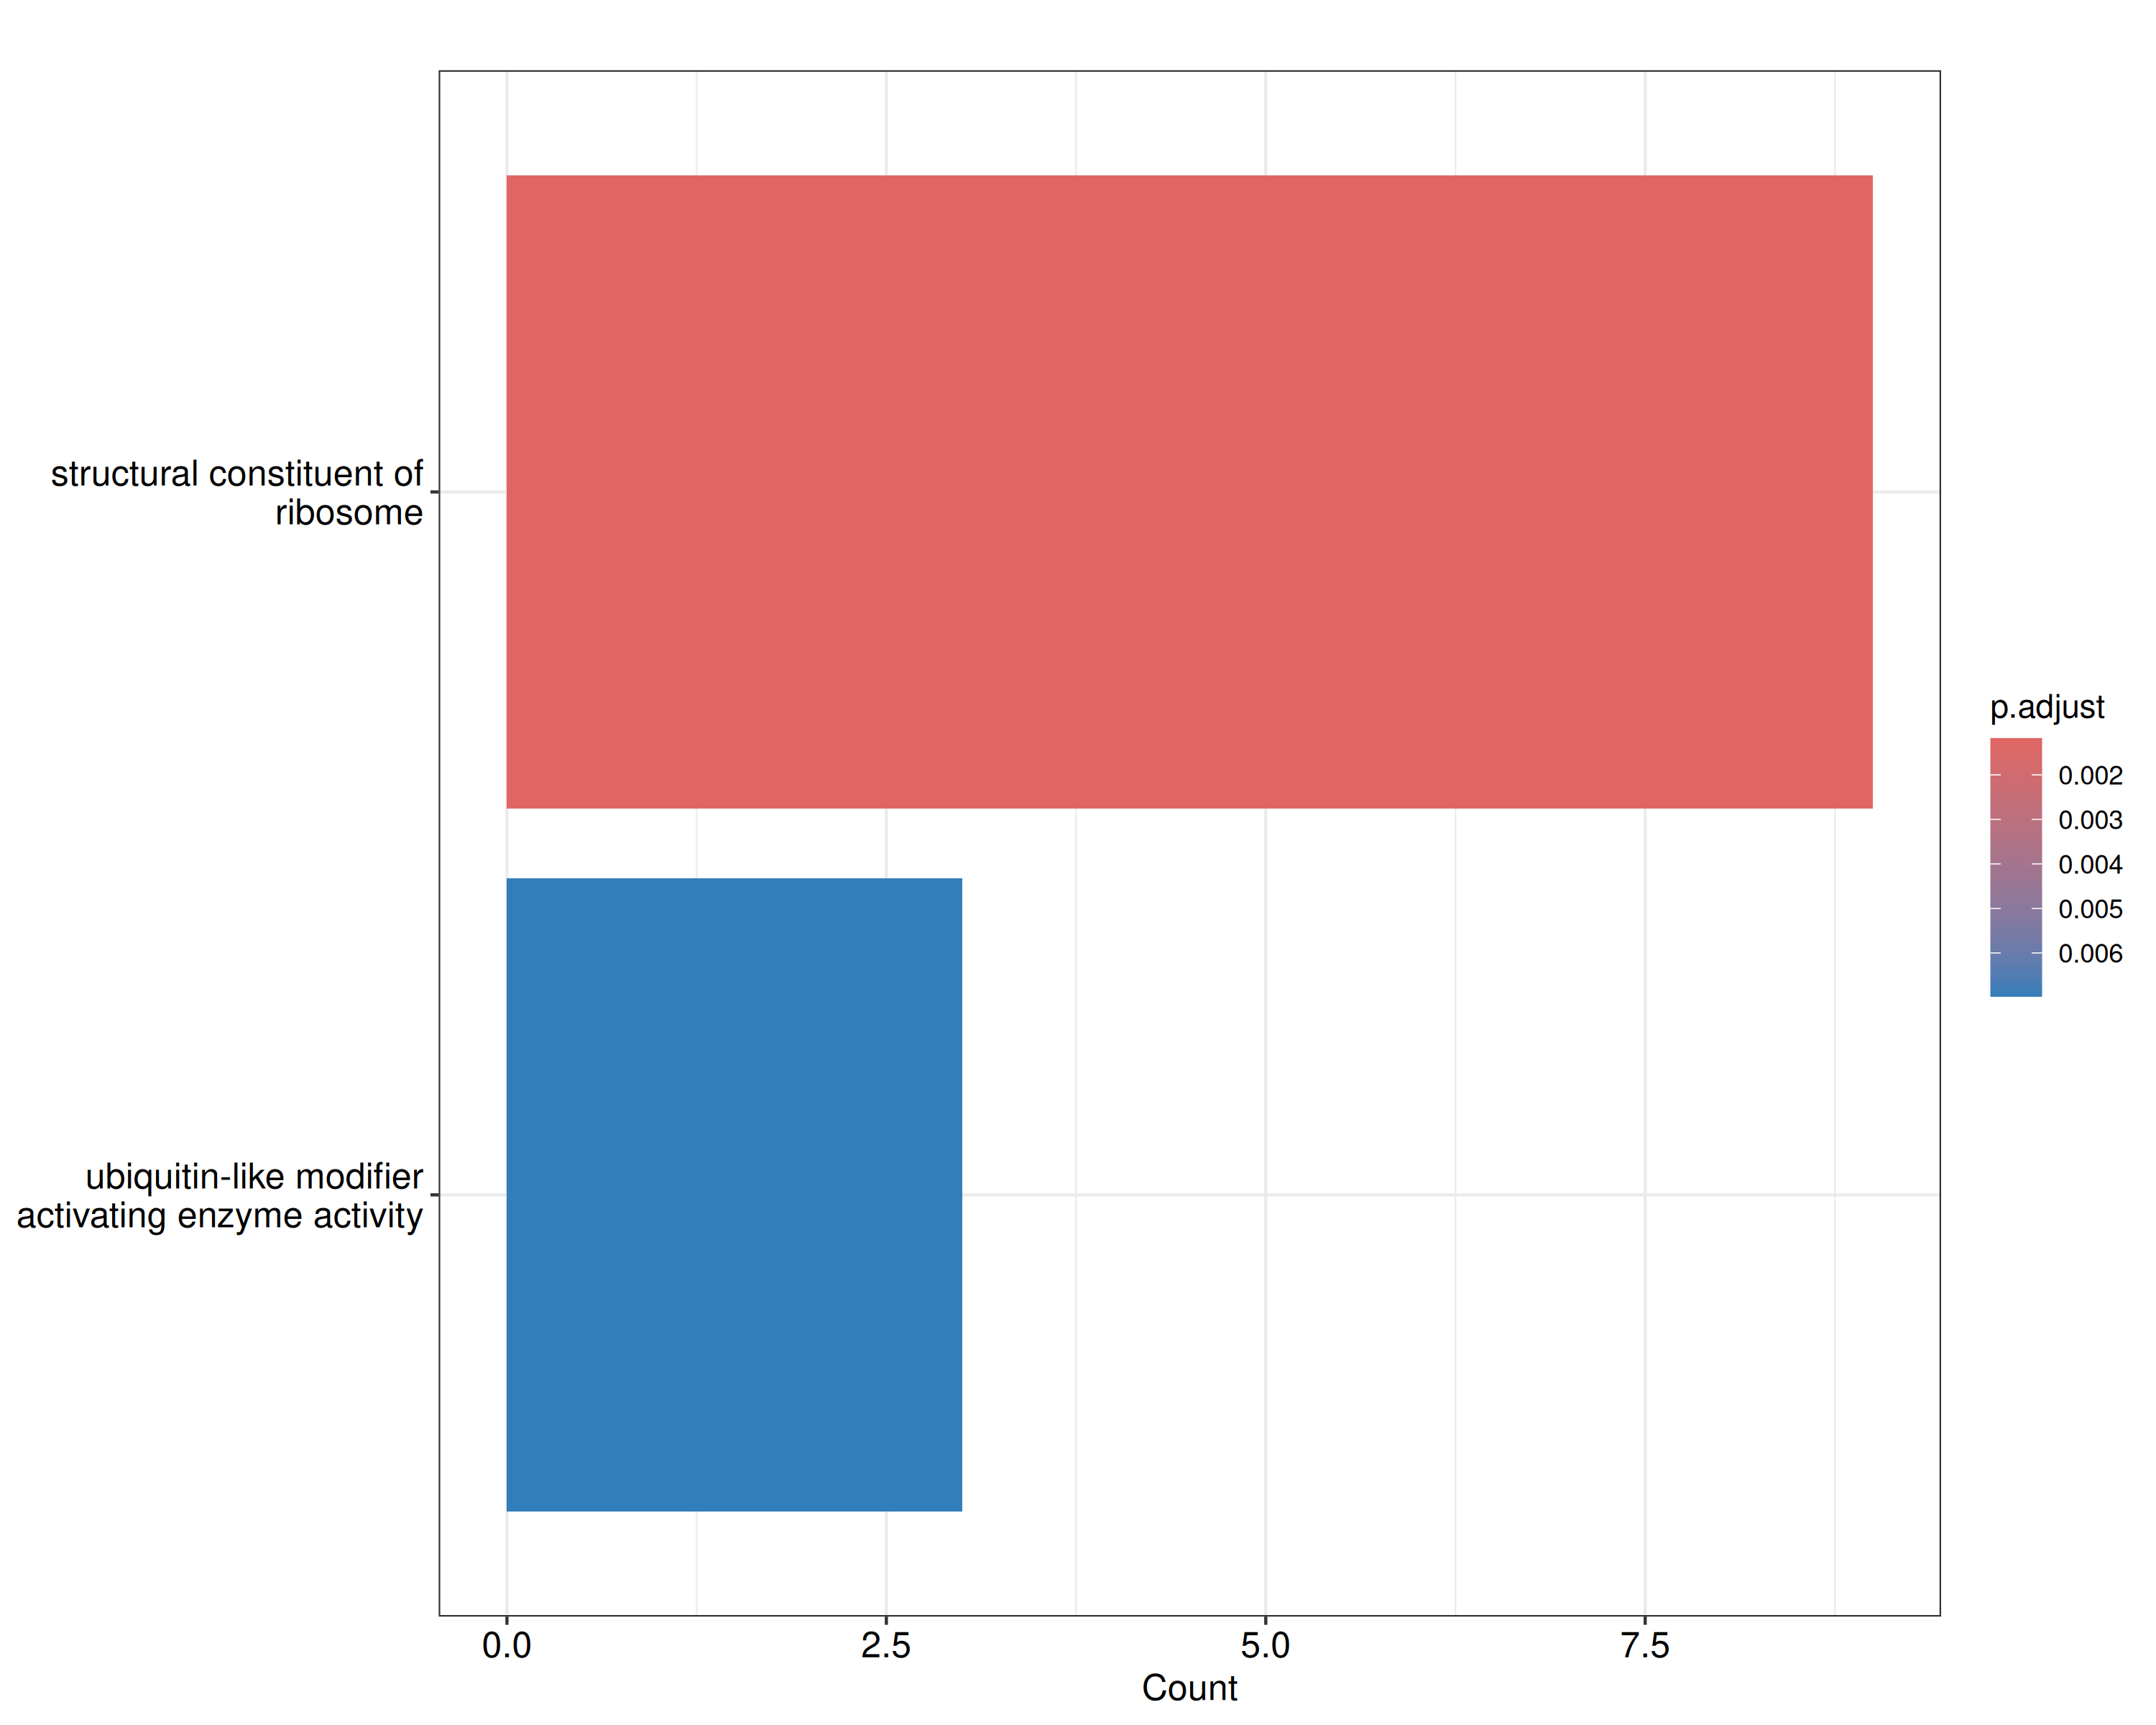 structural constituent of
ribosome
ubiquitin-like modifier
activating enzyme activity
0.0
2.5
5.0
7.5
Count
p.adjust
0.002
0.003
0.004
0.005
0.006